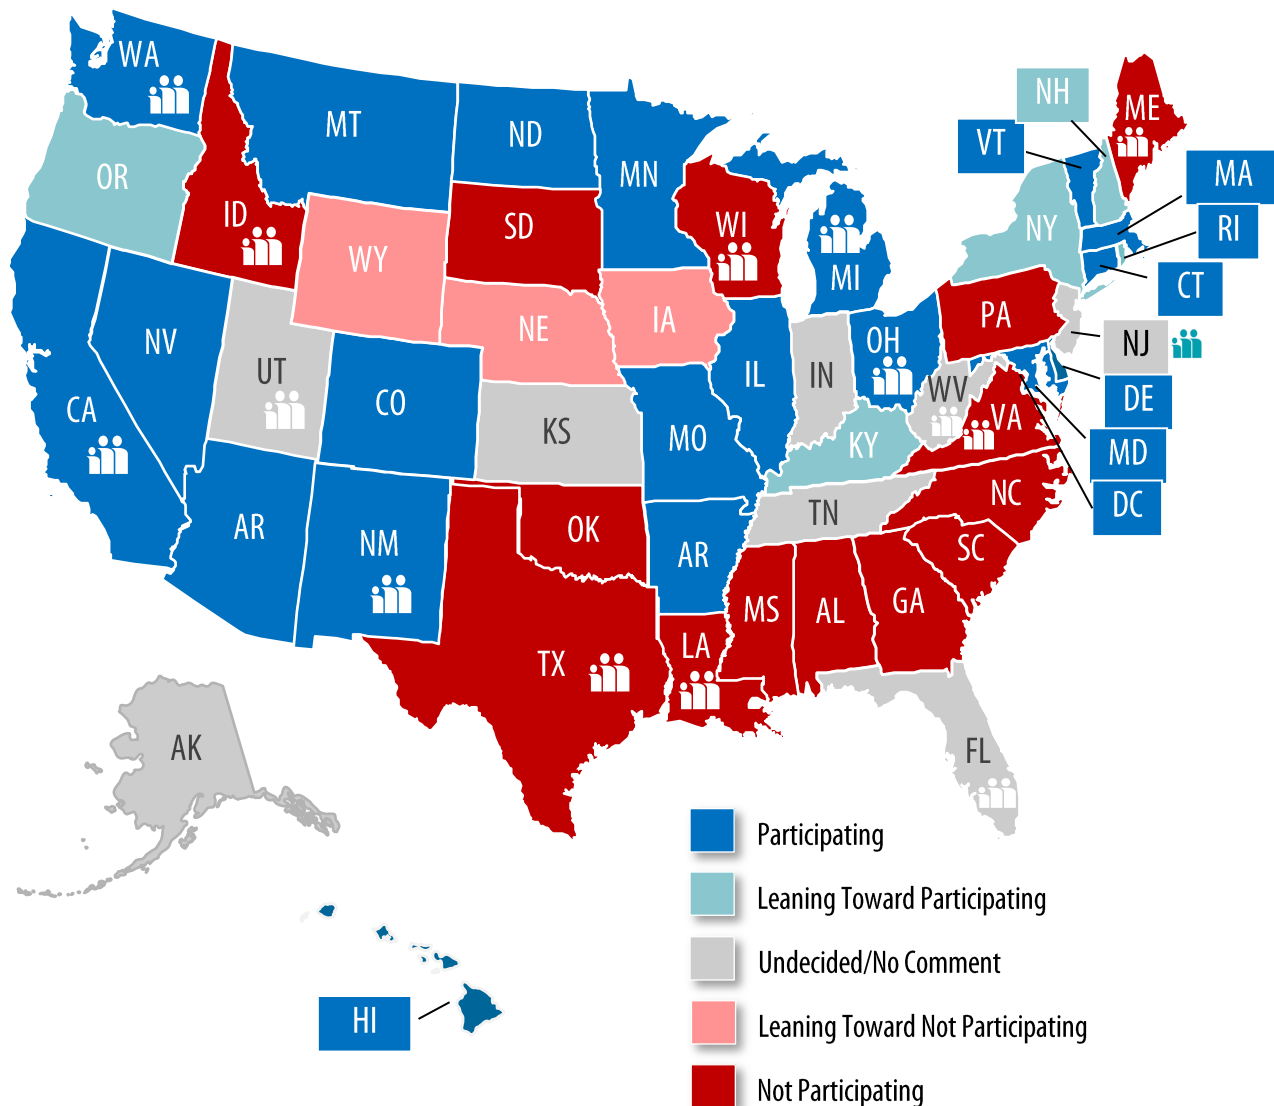 WA
MT
ND
MN
OR
ID
SD
WI
WY
MI
NH
ME
VT
MA
NY
RI
CT
NV
UT
NE
IA
PA
NJ
CA
CO
KS
MO
IL
IN
OH
WV
VA
DE
KY
MD
DC
AR
NM
OK
AR
TN
NC
SC
TX
LA
MS
AL
GA
AK
FL
HI
Participating
Leaning Toward Participating
Undecided/No Comment
Leaning Toward Not Participating
Not Participating